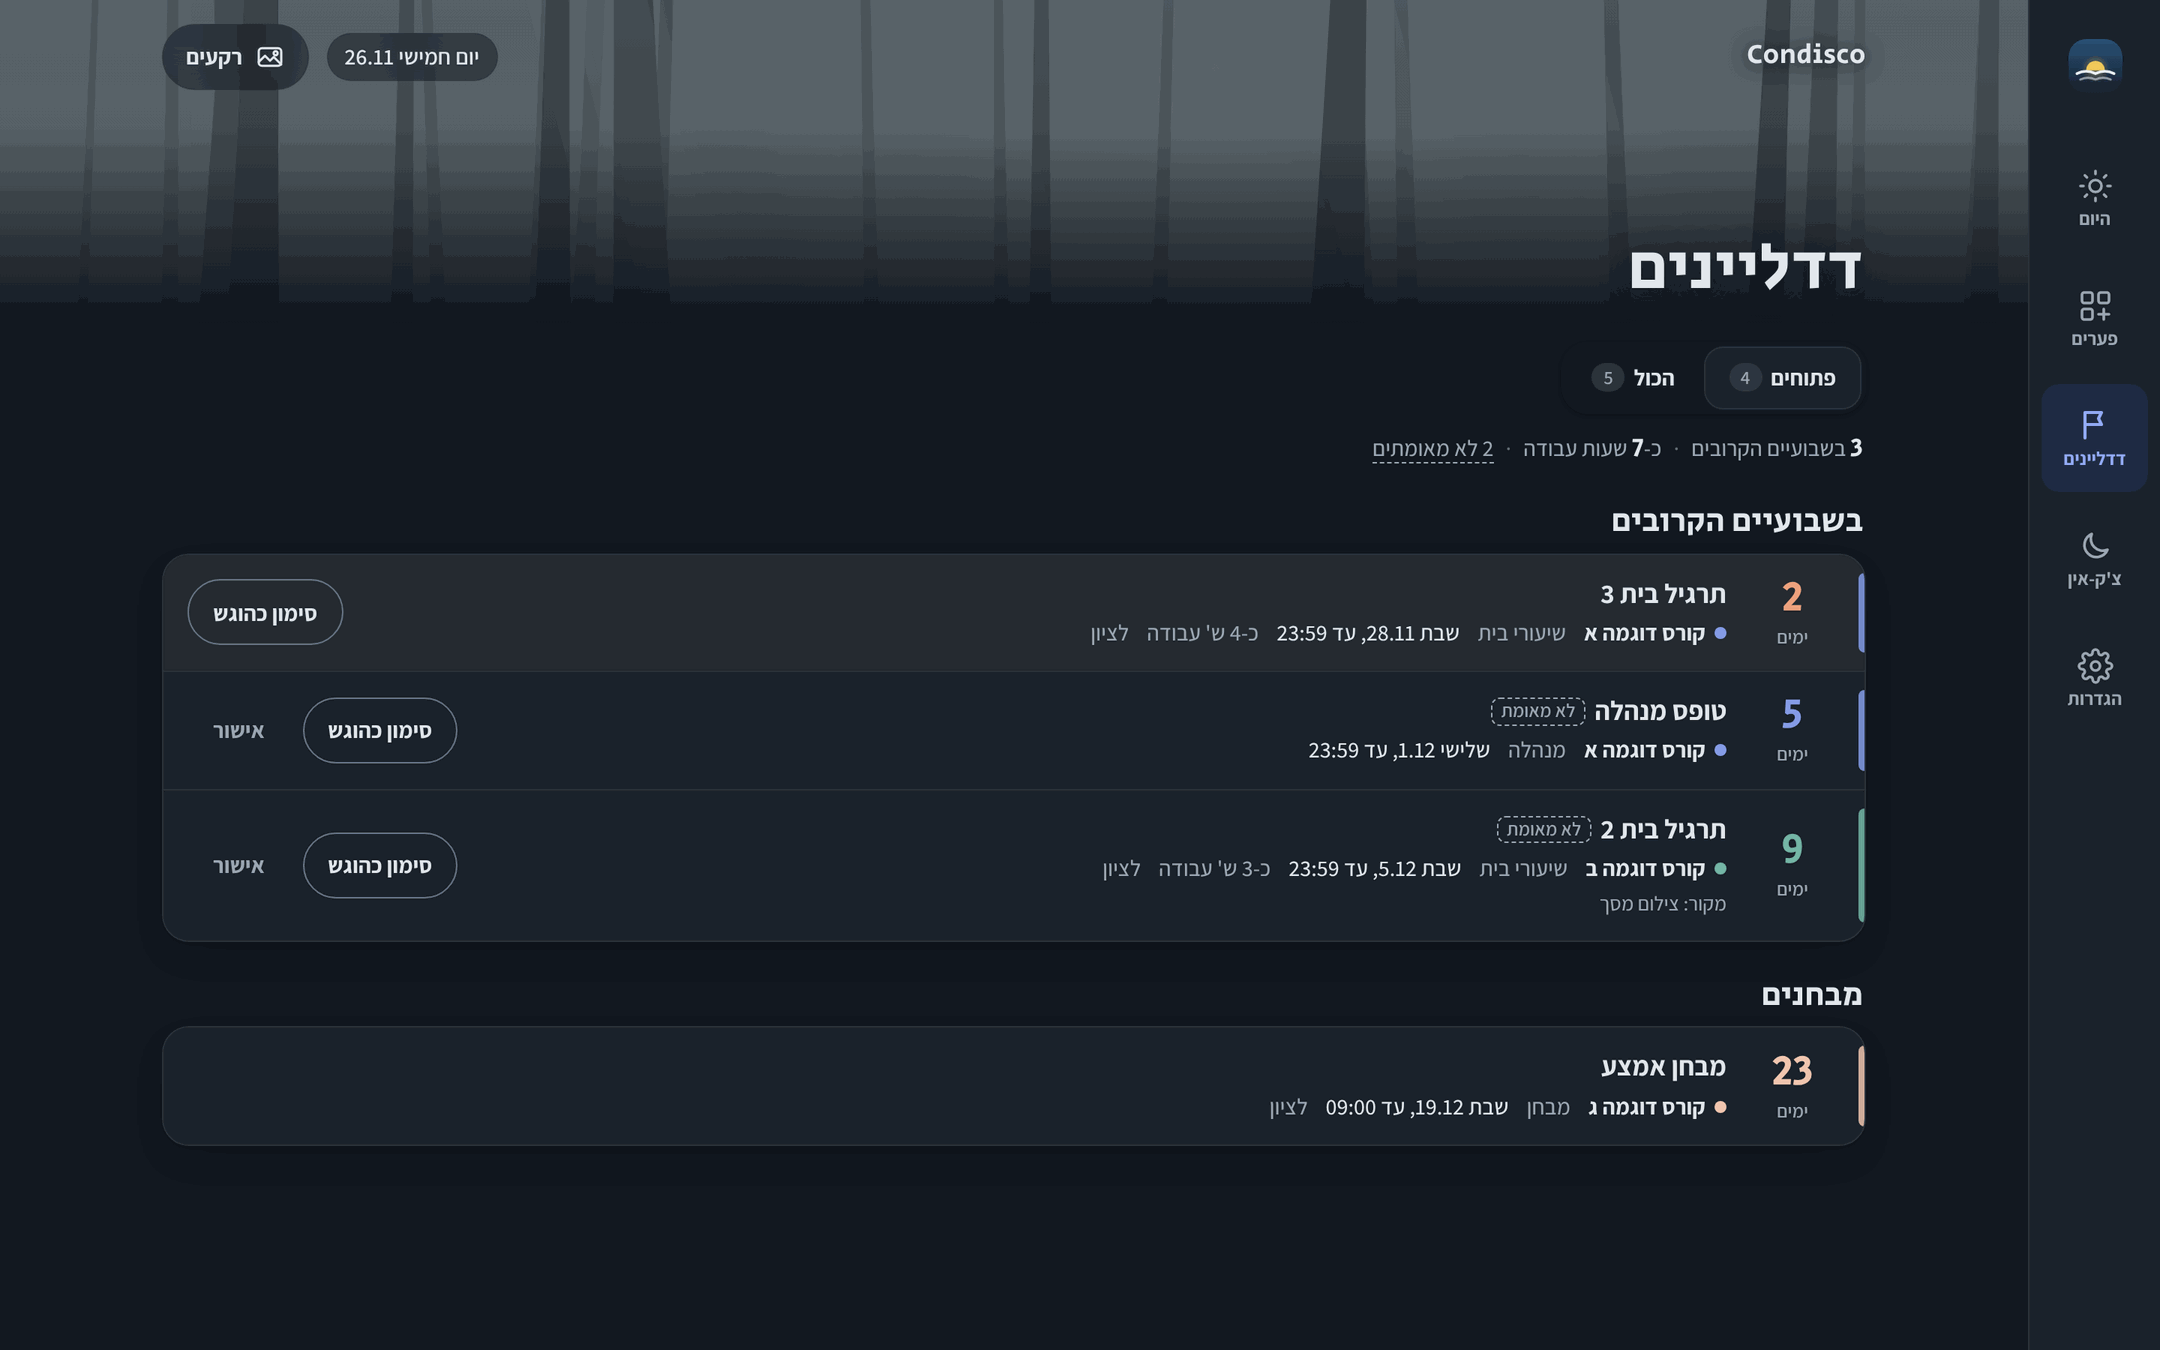 Condisco
יום חמישי 26.11
רקעים
היום
פערים
דדליינים
צ'ק-אין
הגדרות
דדליינים
פתוחים 4
הכול 5
3 בשבועיים הקרובים · כ-7 שעות עבודה · 2 לא מאומתים
בשבועיים הקרובים
2 ימים
תרגיל בית 3
קורס דוגמה א שיעורי בית שבת 28.11, עד 23:59 כ-4 ש' עבודה לציון
סימון כהוגש
5 ימים
טופס מנהלה לא מאומת
קורס דוגמה א מנהלה שלישי 1.12, עד 23:59
סימון כהוגש
אישור
9 ימים
תרגיל בית 2 לא מאומת
קורס דוגמה ב שיעורי בית שבת 5.12, עד 23:59 כ-3 ש' עבודה לציון
מקור: צילום מסך
סימון כהוגש
אישור
מבחנים
23 ימים
מבחן אמצע
קורס דוגמה ג מבחן שבת 19.12, עד 09:00 לציון